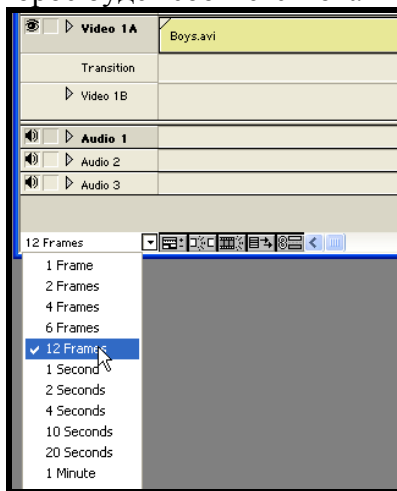 Video 1A
Boys.avi
Transition
Video 1B
Audio 1
Audio 2
Audio 3
12 Frames
1 Frame
2 Frames
4 Frames
6 Frames
12 Frames
1 Second
2 Seconds
4 Seconds
10 Seconds
20 Seconds
1 Minute